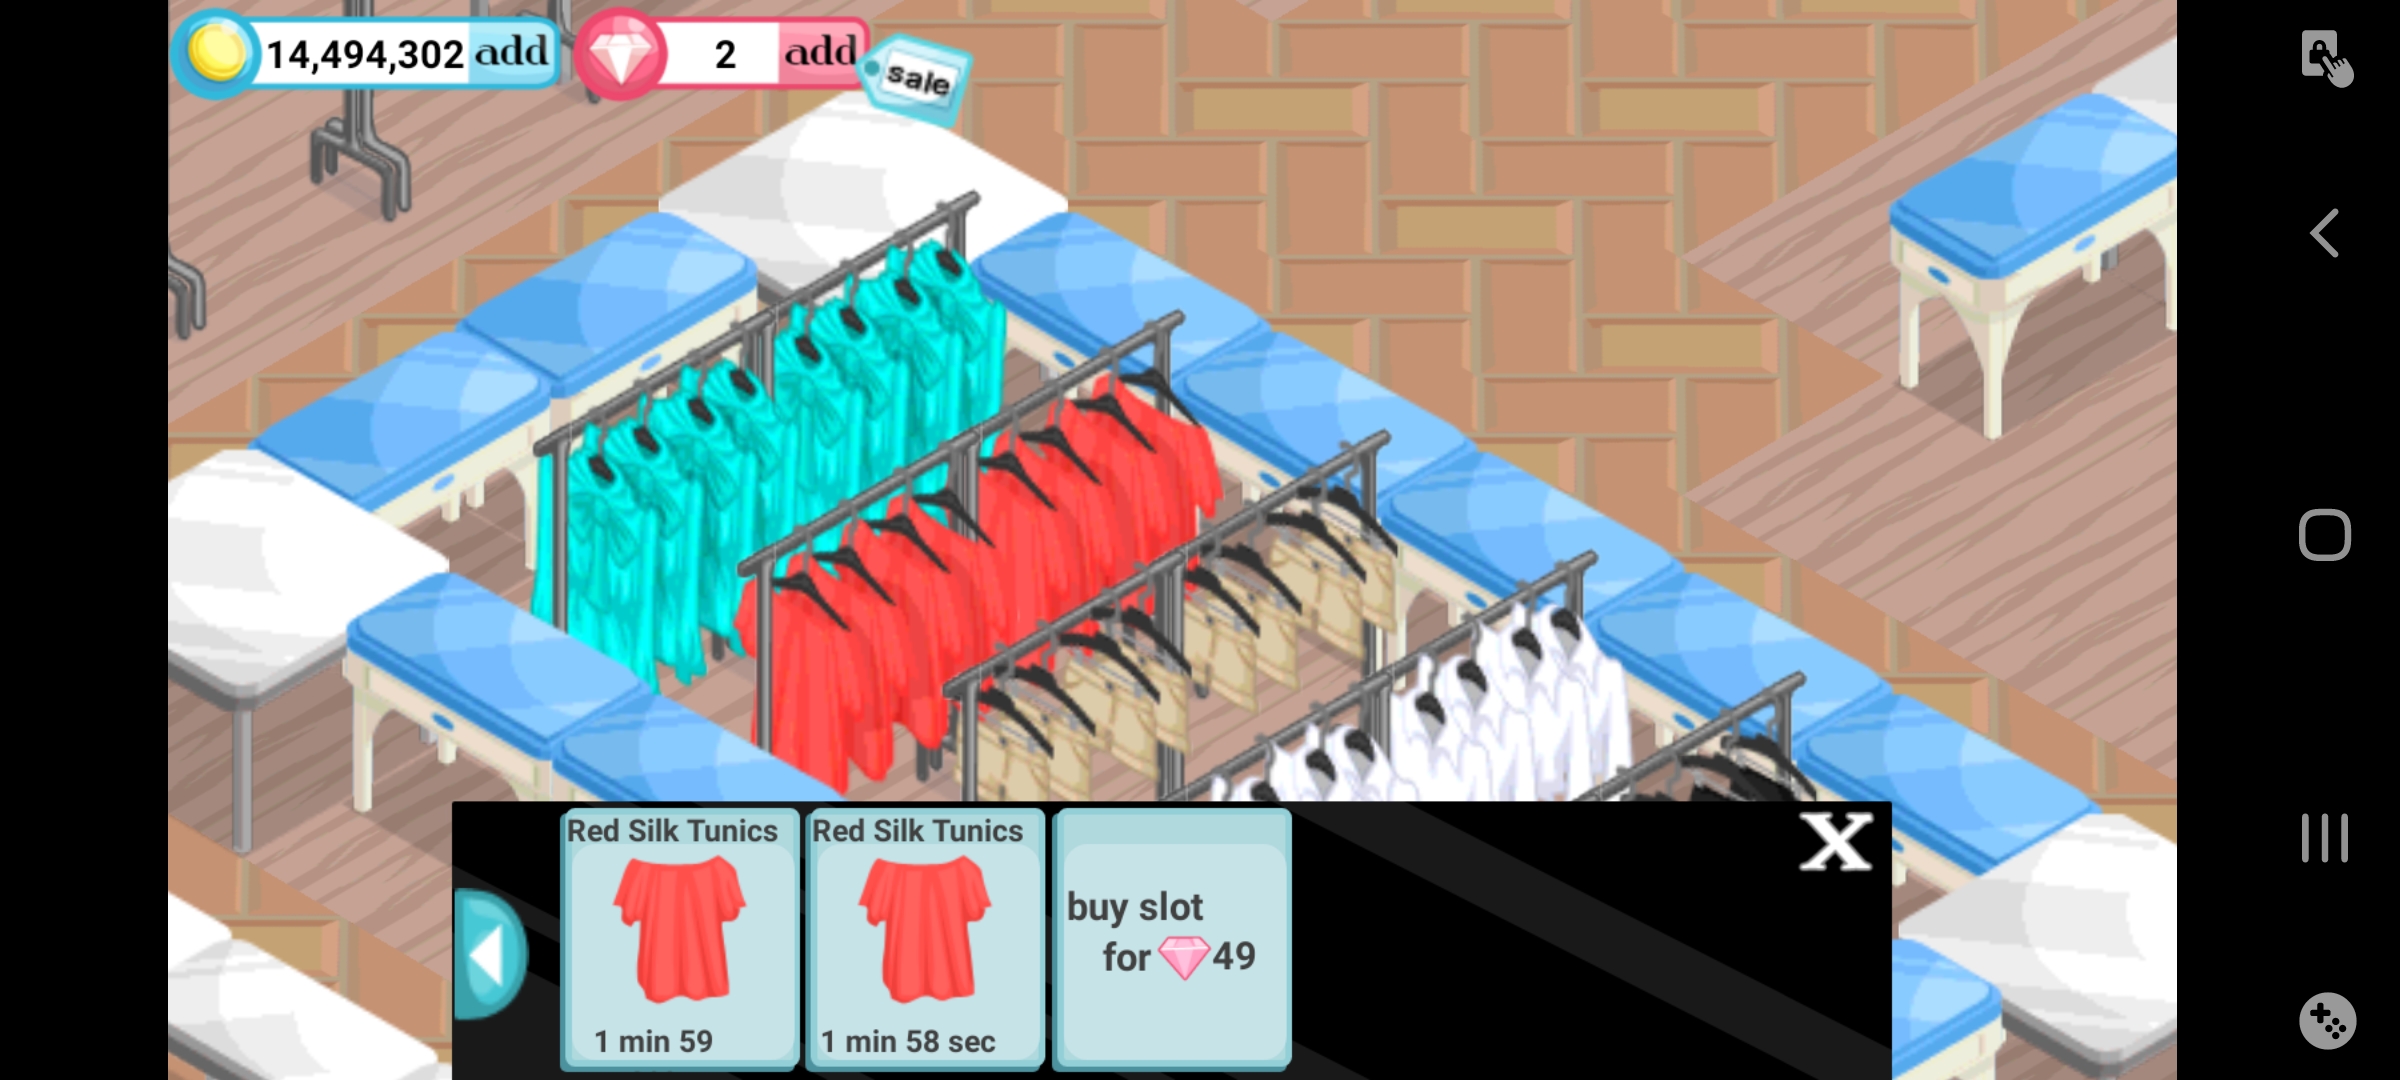 14,494,302 add
2 add
sale
Red Silk Tunics
1 min 59
Red Silk Tunics
1 min 58 sec
buy slot
for 49
X